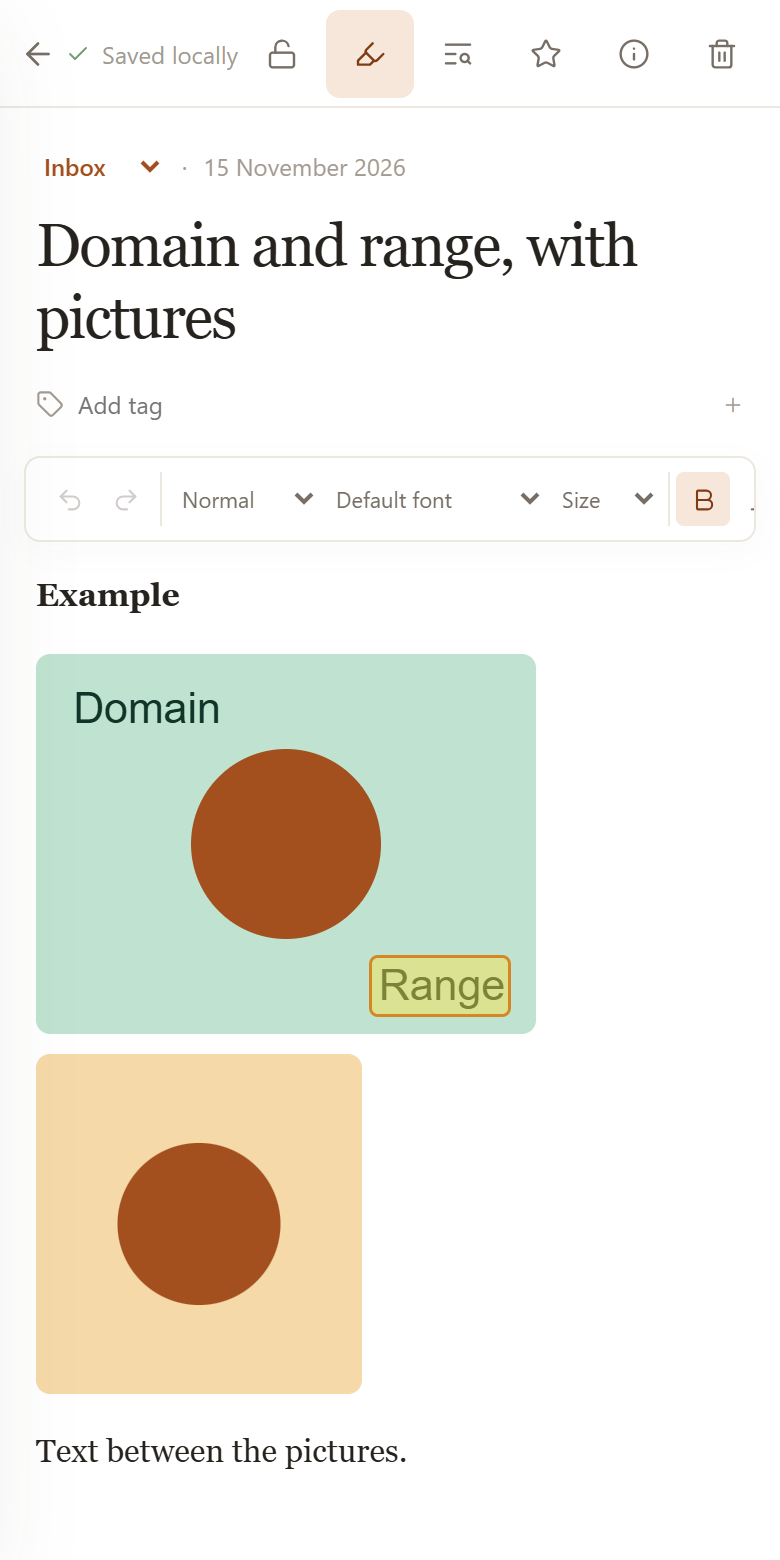 Saved locally
Inbox · 15 November 2026
Domain and range, with
pictures
Add tag
Normal Default font Size B
Example
Domain
Range
Text between the pictures.